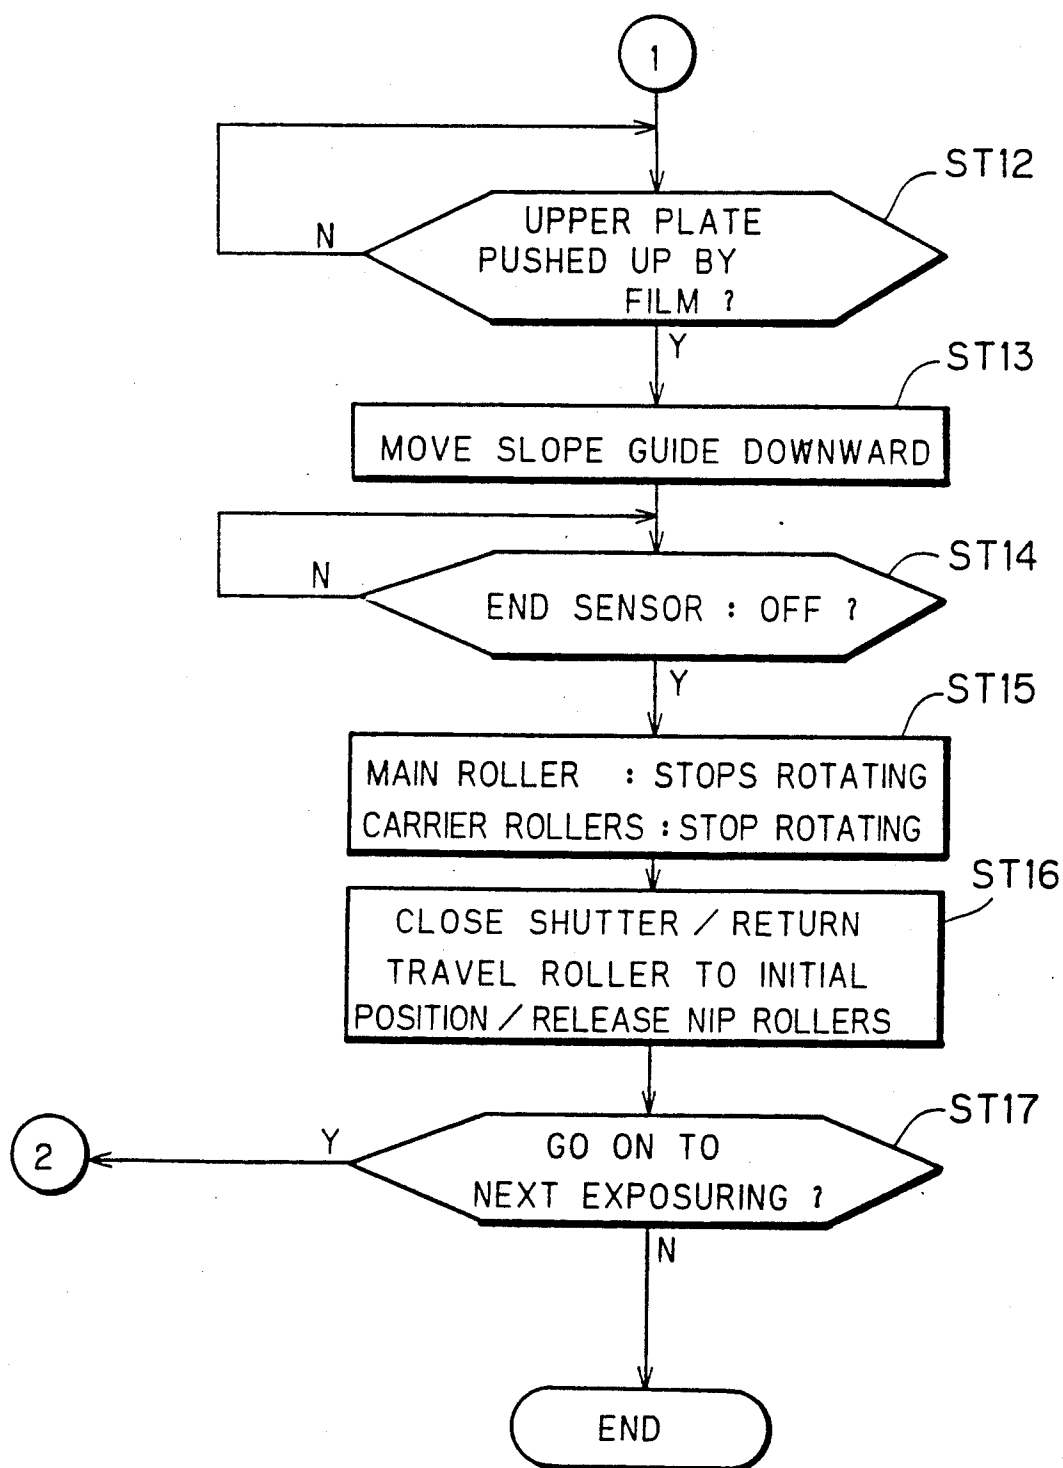 1
ST12
N
UPPER PLATE
PUSHED UP BY
FILM ?
Y
ST13
MOVE SLOPE GUIDE DOWNWARD
ST14
N
END SENSOR : OFF ?
Y
ST15
MAIN ROLLER : STOPS ROTATING
CARRIER ROLLERS : STOP ROTATING
ST16
CLOSE SHUTTER / RETURN
TRAVEL ROLLER TO INITIAL
POSITION / RELEASE NIP ROLLERS
ST17
2
Y
GO ON TO
NEXT EXPOSURING ?
N
END